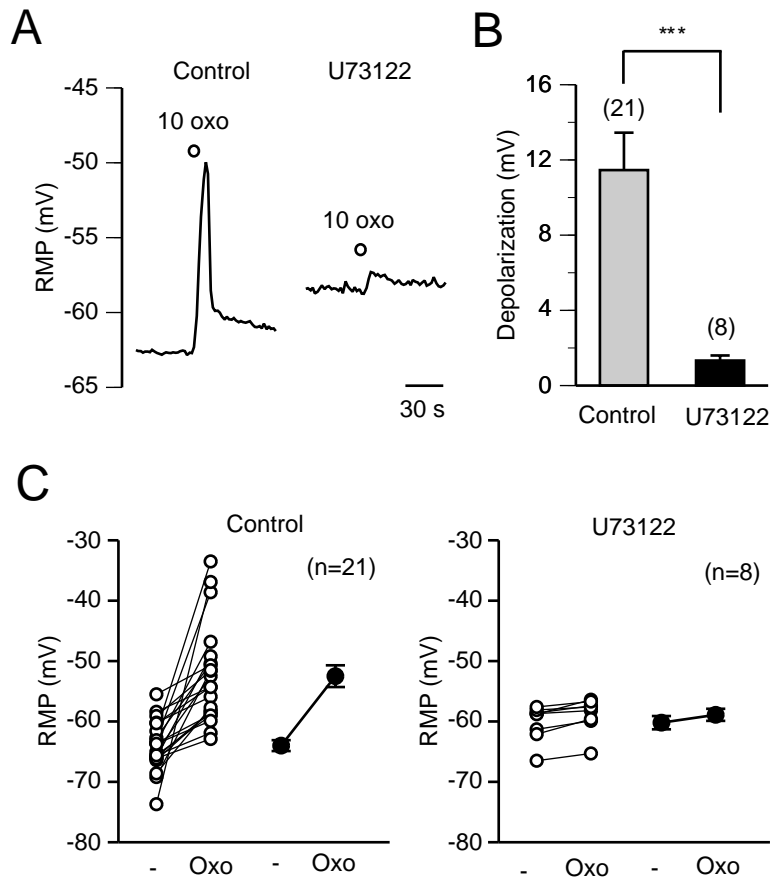 A
Control
U73122
10 oxo
10 oxo
RMP (mV)
-45
-50
-55
-60
-65
30 s
B
***
(21)
(8)
Depolarization (mV)
16
12
8
4
0
Control
U73122
C
Control
(n=21)
RMP (mV)
-30
-40
-50
-60
-70
-80
- Oxo - Oxo
U73122
(n=8)
RMP (mV)
-30
-40
-50
-60
-70
-80
- Oxo - Oxo